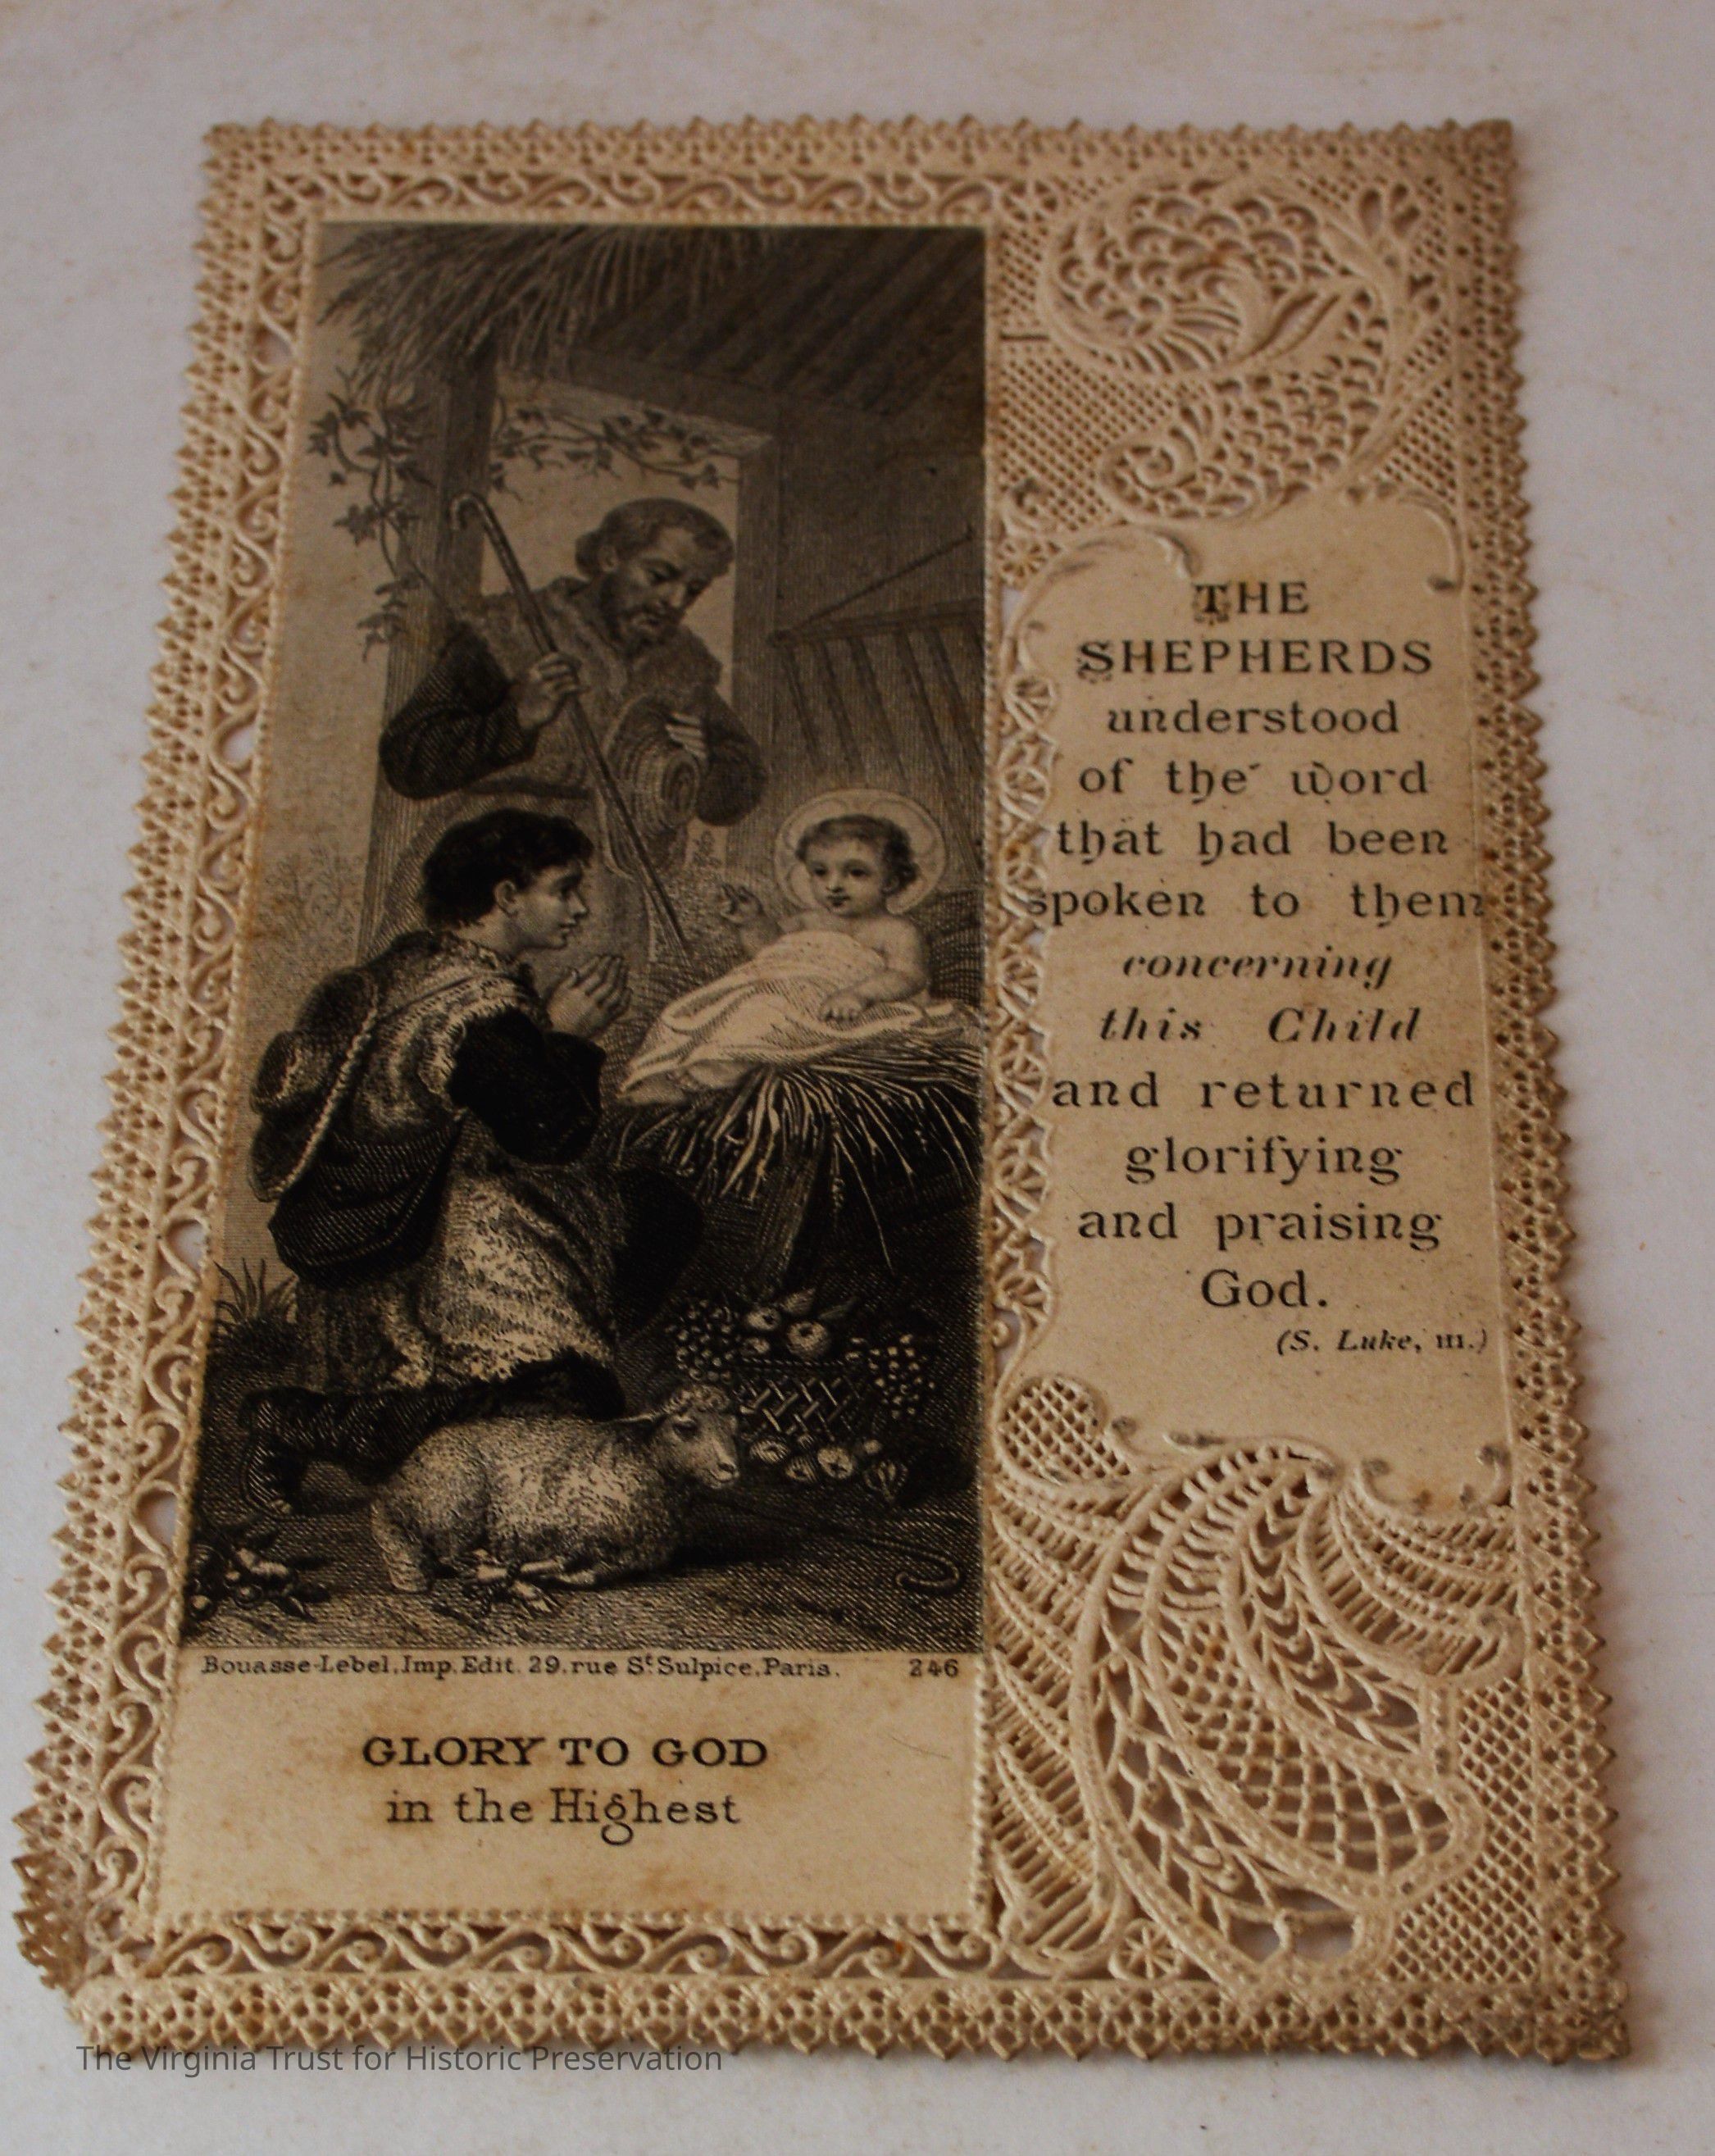 THE
SHEPHERDS
understood
of the word
that had been
spoken to them
concerning
this Child
and returned
glorifying
and praising
God.
(S. Luke, III.)
Bouasse-Lebel, Imp. Edit. 29, rue St Sulpice, Paris. 246
GLORY TO GOD
in the Highest
The Virginia Trust for Historic Preservation